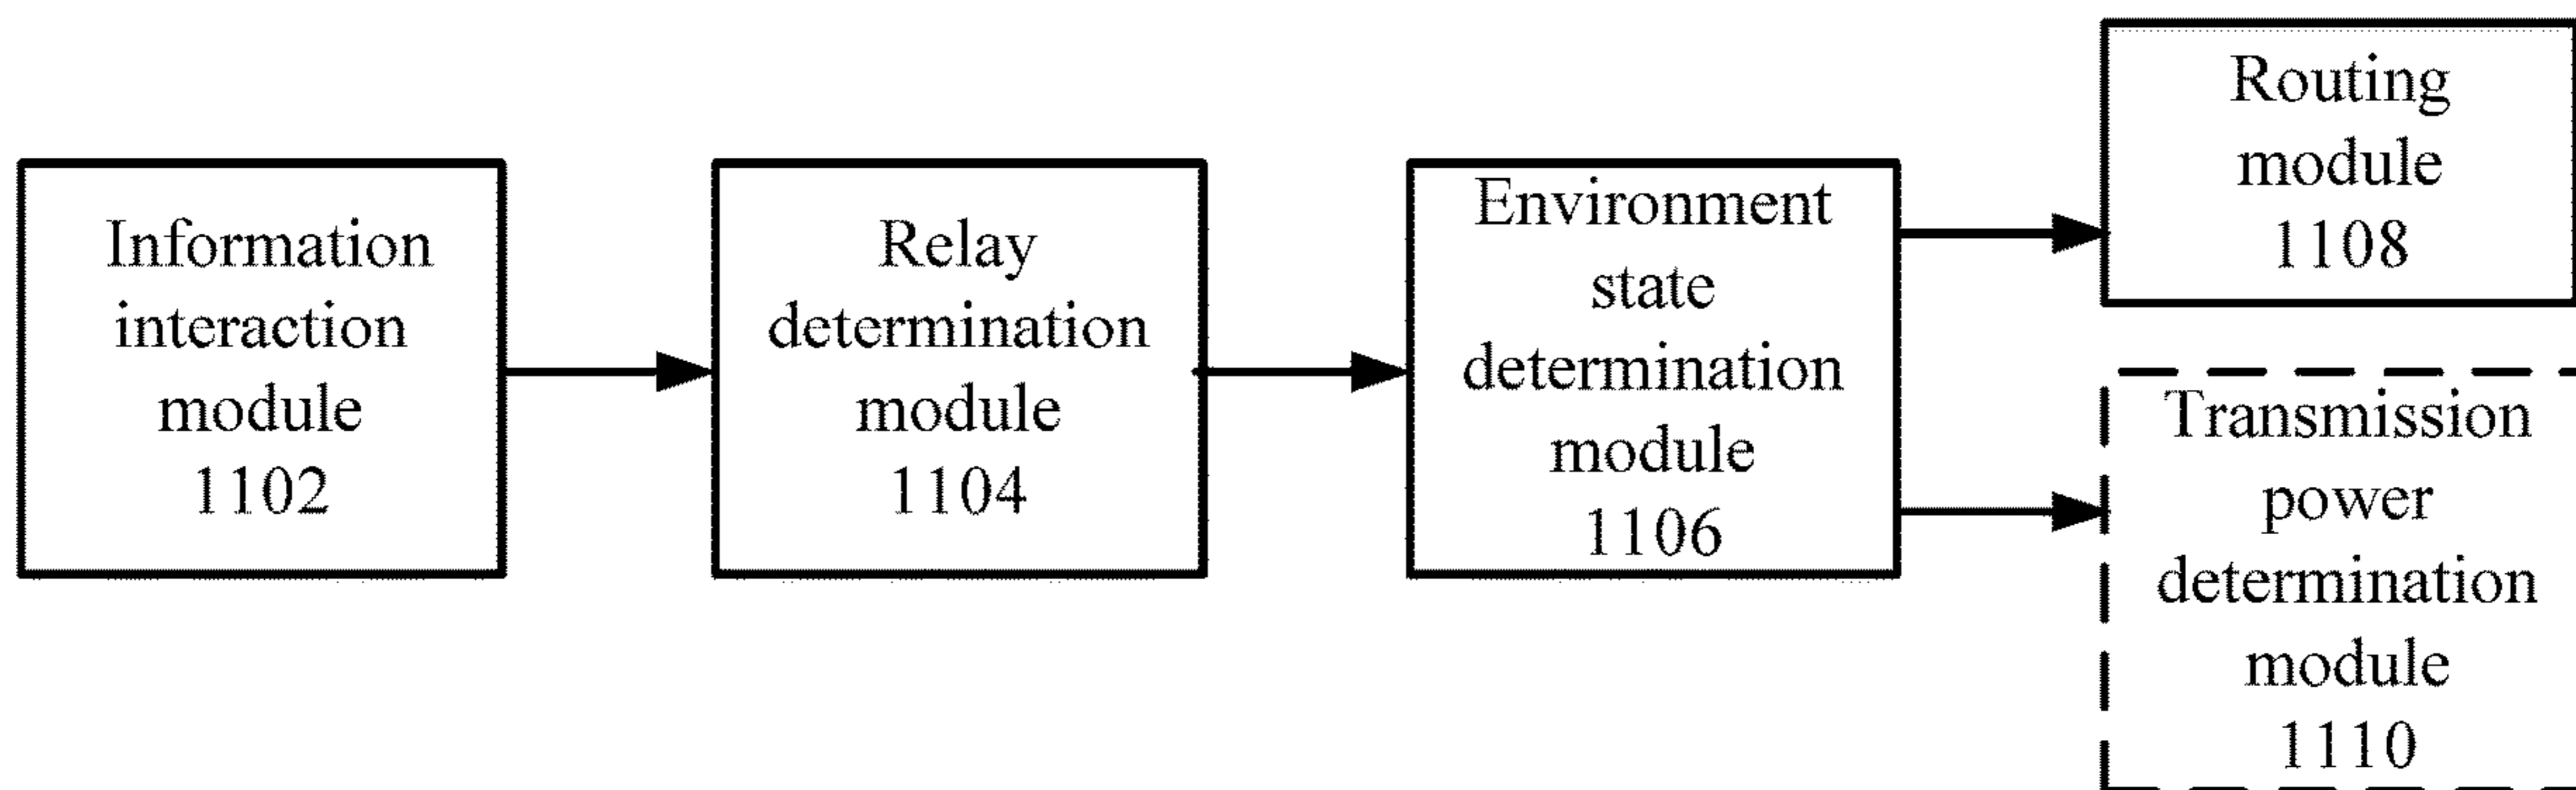 Information
interaction
module
1102
Relay
determination
module
1104
Environment
state
determination
module
1106
Routing
module
1108
Transmission
power
determination
module
1110